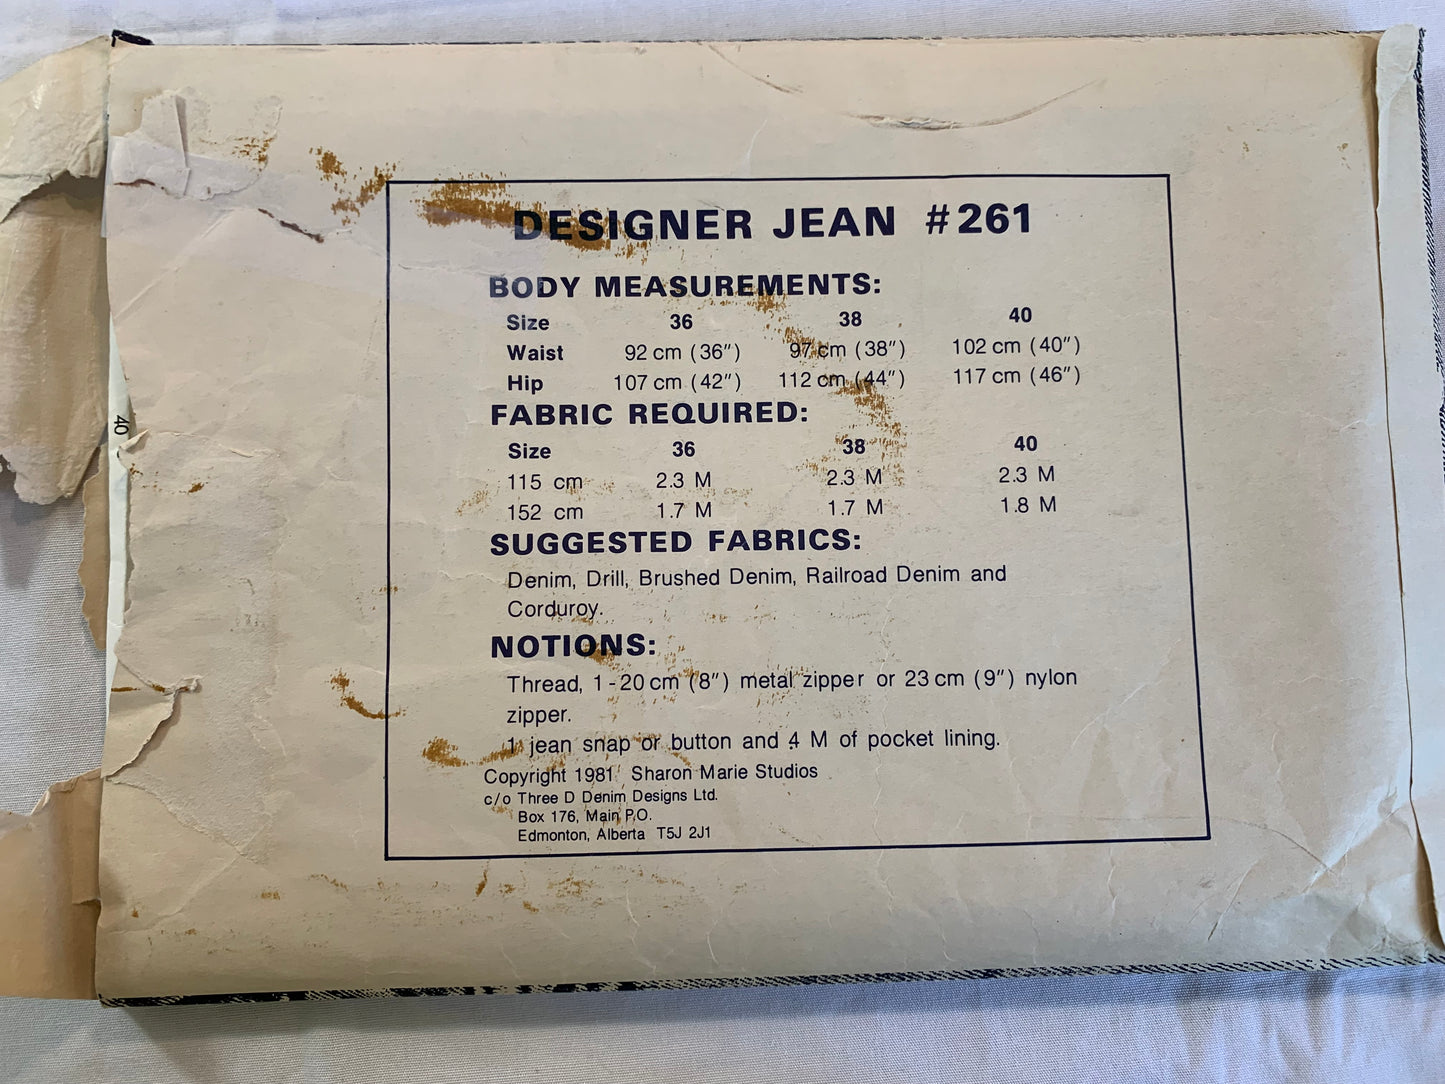 DESIGNER JEAN #261
BODY MEASUREMENTS:
Size 36 38 40
Waist 92 cm (36") 97 cm (38") 102 cm (40")
Hip 107 cm (42") 112 cm (44") 117 cm (46")
FABRIC REQUIRED:
Size 36 38 40
115 cm 2.3 M 2.3 M 2.3 M
152 cm 1.7 M 1.7 M 1.8 M
SUGGESTED FABRICS:
Denim, Drill, Brushed Denim, Railroad Denim and
Corduroy.
NOTIONS:
Thread, 1-20 cm (8") metal zipper or 23 cm (9") nylon
zipper.
1 jean snap or button and .4 M of pocket lining.
Copyright 1981 Sharon Marie Studios
c/o Three D Denim Designs Ltd.
Box 176, Main P.O.
Edmonton, Alberta T5J 2J1
40